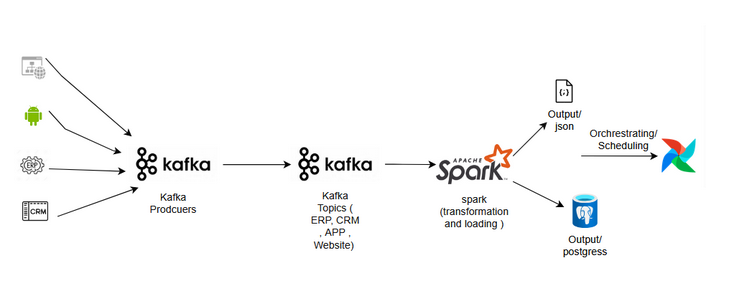 ERP
CRM
kafka
Kafka
Prodcuers
kafka
Kafka
Topics (
ERP, CRM
, APP ,
Website)
APACHE
Spark
spark
(transformation
and loading )
{;}
Output/
json
Orchrestrating/
Scheduling
Output/
postgress